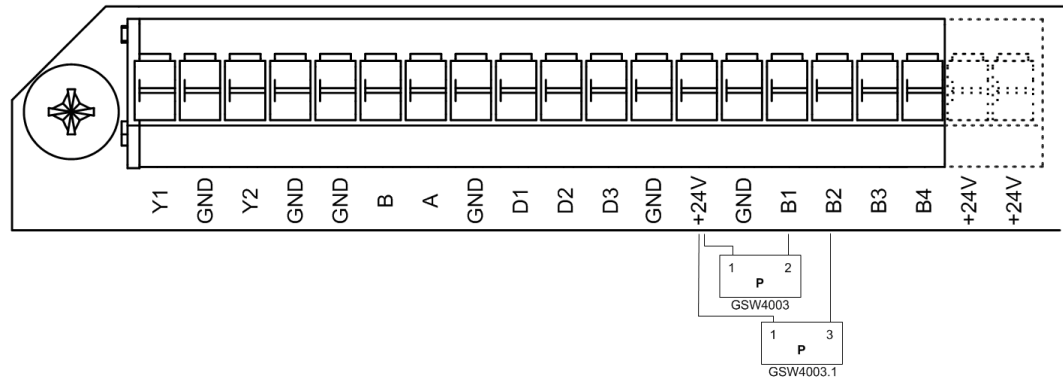 Y1 GND Y2 GND GND B A GND D1 D2 D3 GND +24V GND B1 B2 B3 B4 +24V +24V
1 2
P
GSW4003
1 3
P
GSW4003.1